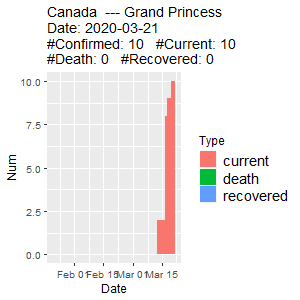 Canada --- Grand Princess
Date: 2020-03-21
#Confirmed: 10 #Current: 10
#Death: 0 #Recovered: 0
10.0
7.5
5.0
2.5
0.0
Num
Feb 01 Feb 15 Mar 01 Mar 15
Date
Type
current
death
recovered